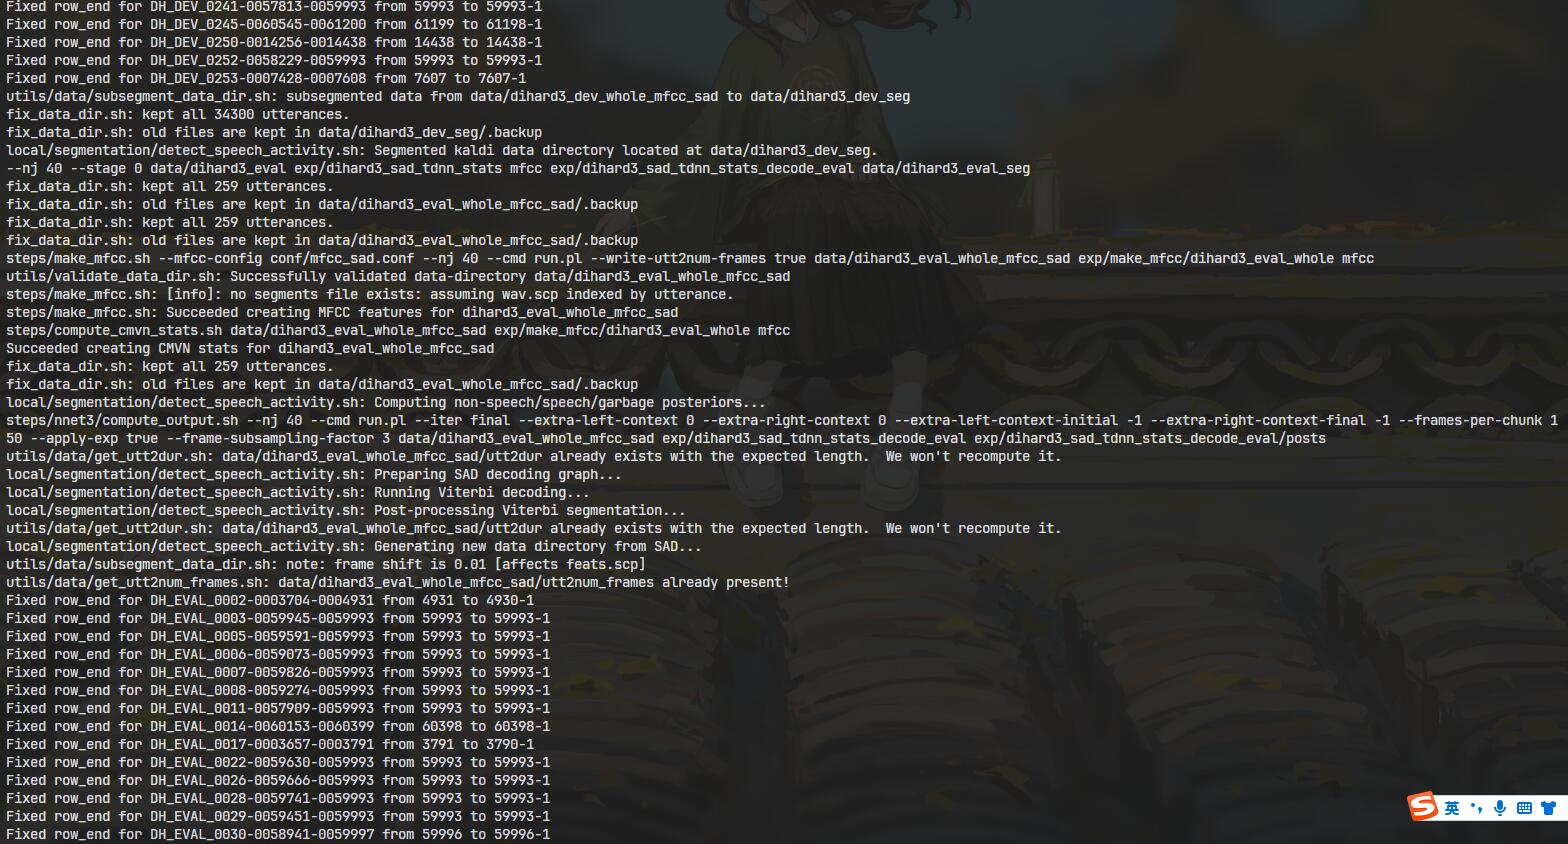 Fixed row_end for DH_DEV_0241-0057813-0059993 from 59993 to 59993-1
Fixed row_end for DH_DEV_0245-0060545-0061200 from 61199 to 61198-1
Fixed row_end for DH_DEV_0250-0014256-0014438 from 14438 to 14438-1
Fixed row_end for DH_DEV_0252-0058229-0059993 from 59993 to 59993-1
Fixed row_end for DH_DEV_0253-0007428-0007608 from 7607 to 7607-1
utils/data/subsegment_data_dir.sh: subsegmented data from data/dihard3_dev_whole_mfcc_sad to data/dihard3_dev_seg
fix_data_dir.sh: kept all 34300 utterances.
fix_data_dir.sh: old files are kept in data/dihard3_dev_seg/.backup
local/segmentation/detect_speech_activity.sh: Segmented kaldi data directory located at data/dihard3_dev_seg.
--nj 40 --stage 0 data/dihard3_eval exp/dihard3_sad_tdnn_stats mfcc exp/dihard3_sad_tdnn_stats_decode_eval data/dihard3_eval_seg
fix_data_dir.sh: kept all 259 utterances.
fix_data_dir.sh: old files are kept in data/dihard3_eval_whole_mfcc_sad/.backup
fix_data_dir.sh: kept all 259 utterances.
fix_data_dir.sh: old files are kept in data/dihard3_eval_whole_mfcc_sad/.backup
steps/make_mfcc.sh --mfcc-config conf/mfcc_sad.conf --nj 40 --cmd run.pl --write-utt2num-frames true data/dihard3_eval_whole_mfcc_sad exp/make_mfcc/dihard3_eval_whole mfcc
utils/validate_data_dir.sh: Successfully validated data-directory data/dihard3_eval_whole_mfcc_sad
steps/make_mfcc.sh: [info]: no segments file exists: assuming wav.scp indexed by utterance.
steps/make_mfcc.sh: Succeeded creating MFCC features for dihard3_eval_whole_mfcc_sad
steps/compute_cmvn_stats.sh data/dihard3_eval_whole_mfcc_sad exp/make_mfcc/dihard3_eval_whole mfcc
Succeeded creating CMVN stats for dihard3_eval_whole_mfcc_sad
fix_data_dir.sh: kept all 259 utterances.
fix_data_dir.sh: old files are kept in data/dihard3_eval_whole_mfcc_sad/.backup
local/segmentation/detect_speech_activity.sh: Computing non-speech/speech/garbage posteriors...
steps/nnet3/compute_output.sh --nj 40 --cmd run.pl --iter final --extra-left-context 0 --extra-right-context 0 --extra-left-context-initial -1 --extra-right-context-final -1 --frames-per-chunk 1
50 --apply-exp true --frame-subsampling-factor 3 data/dihard3_eval_whole_mfcc_sad exp/dihard3_sad_tdnn_stats_decode_eval exp/dihard3_sad_tdnn_stats_decode_eval/posts
utils/data/get_utt2dur.sh: data/dihard3_eval_whole_mfcc_sad/utt2dur already exists with the expected length.  We won't recompute it.
local/segmentation/detect_speech_activity.sh: Preparing SAD decoding graph...
local/segmentation/detect_speech_activity.sh: Running Viterbi decoding...
local/segmentation/detect_speech_activity.sh: Post-processing Viterbi segmentation...
utils/data/get_utt2dur.sh: data/dihard3_eval_whole_mfcc_sad/utt2dur already exists with the expected length.  We won't recompute it.
local/segmentation/detect_speech_activity.sh: Generating new data directory from SAD...
utils/data/subsegment_data_dir.sh: note: frame shift is 0.01 [affects feats.scp]
utils/data/get_utt2num_frames.sh: data/dihard3_eval_whole_mfcc_sad/utt2num_frames already present!
Fixed row_end for DH_EVAL_0002-0003704-0004931 from 4931 to 4930-1
Fixed row_end for DH_EVAL_0003-0059945-0059993 from 59993 to 59993-1
Fixed row_end for DH_EVAL_0005-0059591-0059993 from 59993 to 59993-1
Fixed row_end for DH_EVAL_0006-0059073-0059993 from 59993 to 59993-1
Fixed row_end for DH_EVAL_0007-0059826-0059993 from 59993 to 59993-1
Fixed row_end for DH_EVAL_0008-0059274-0059993 from 59993 to 59993-1
Fixed row_end for DH_EVAL_0011-0057909-0059993 from 59993 to 59993-1
Fixed row_end for DH_EVAL_0014-0060153-0060399 from 60398 to 60398-1
Fixed row_end for DH_EVAL_0017-0003657-0003791 from 3791 to 3790-1
Fixed row_end for DH_EVAL_0022-0059630-0059993 from 59993 to 59993-1
Fixed row_end for DH_EVAL_0026-0059666-0059993 from 59993 to 59993-1
Fixed row_end for DH_EVAL_0028-0059741-0059993 from 59993 to 59993-1
Fixed row_end for DH_EVAL_0029-0059451-0059993 from 59993 to 59993-1
Fixed row_end for DH_EVAL_0030-0058941-0059997 from 59996 to 59996-1
英